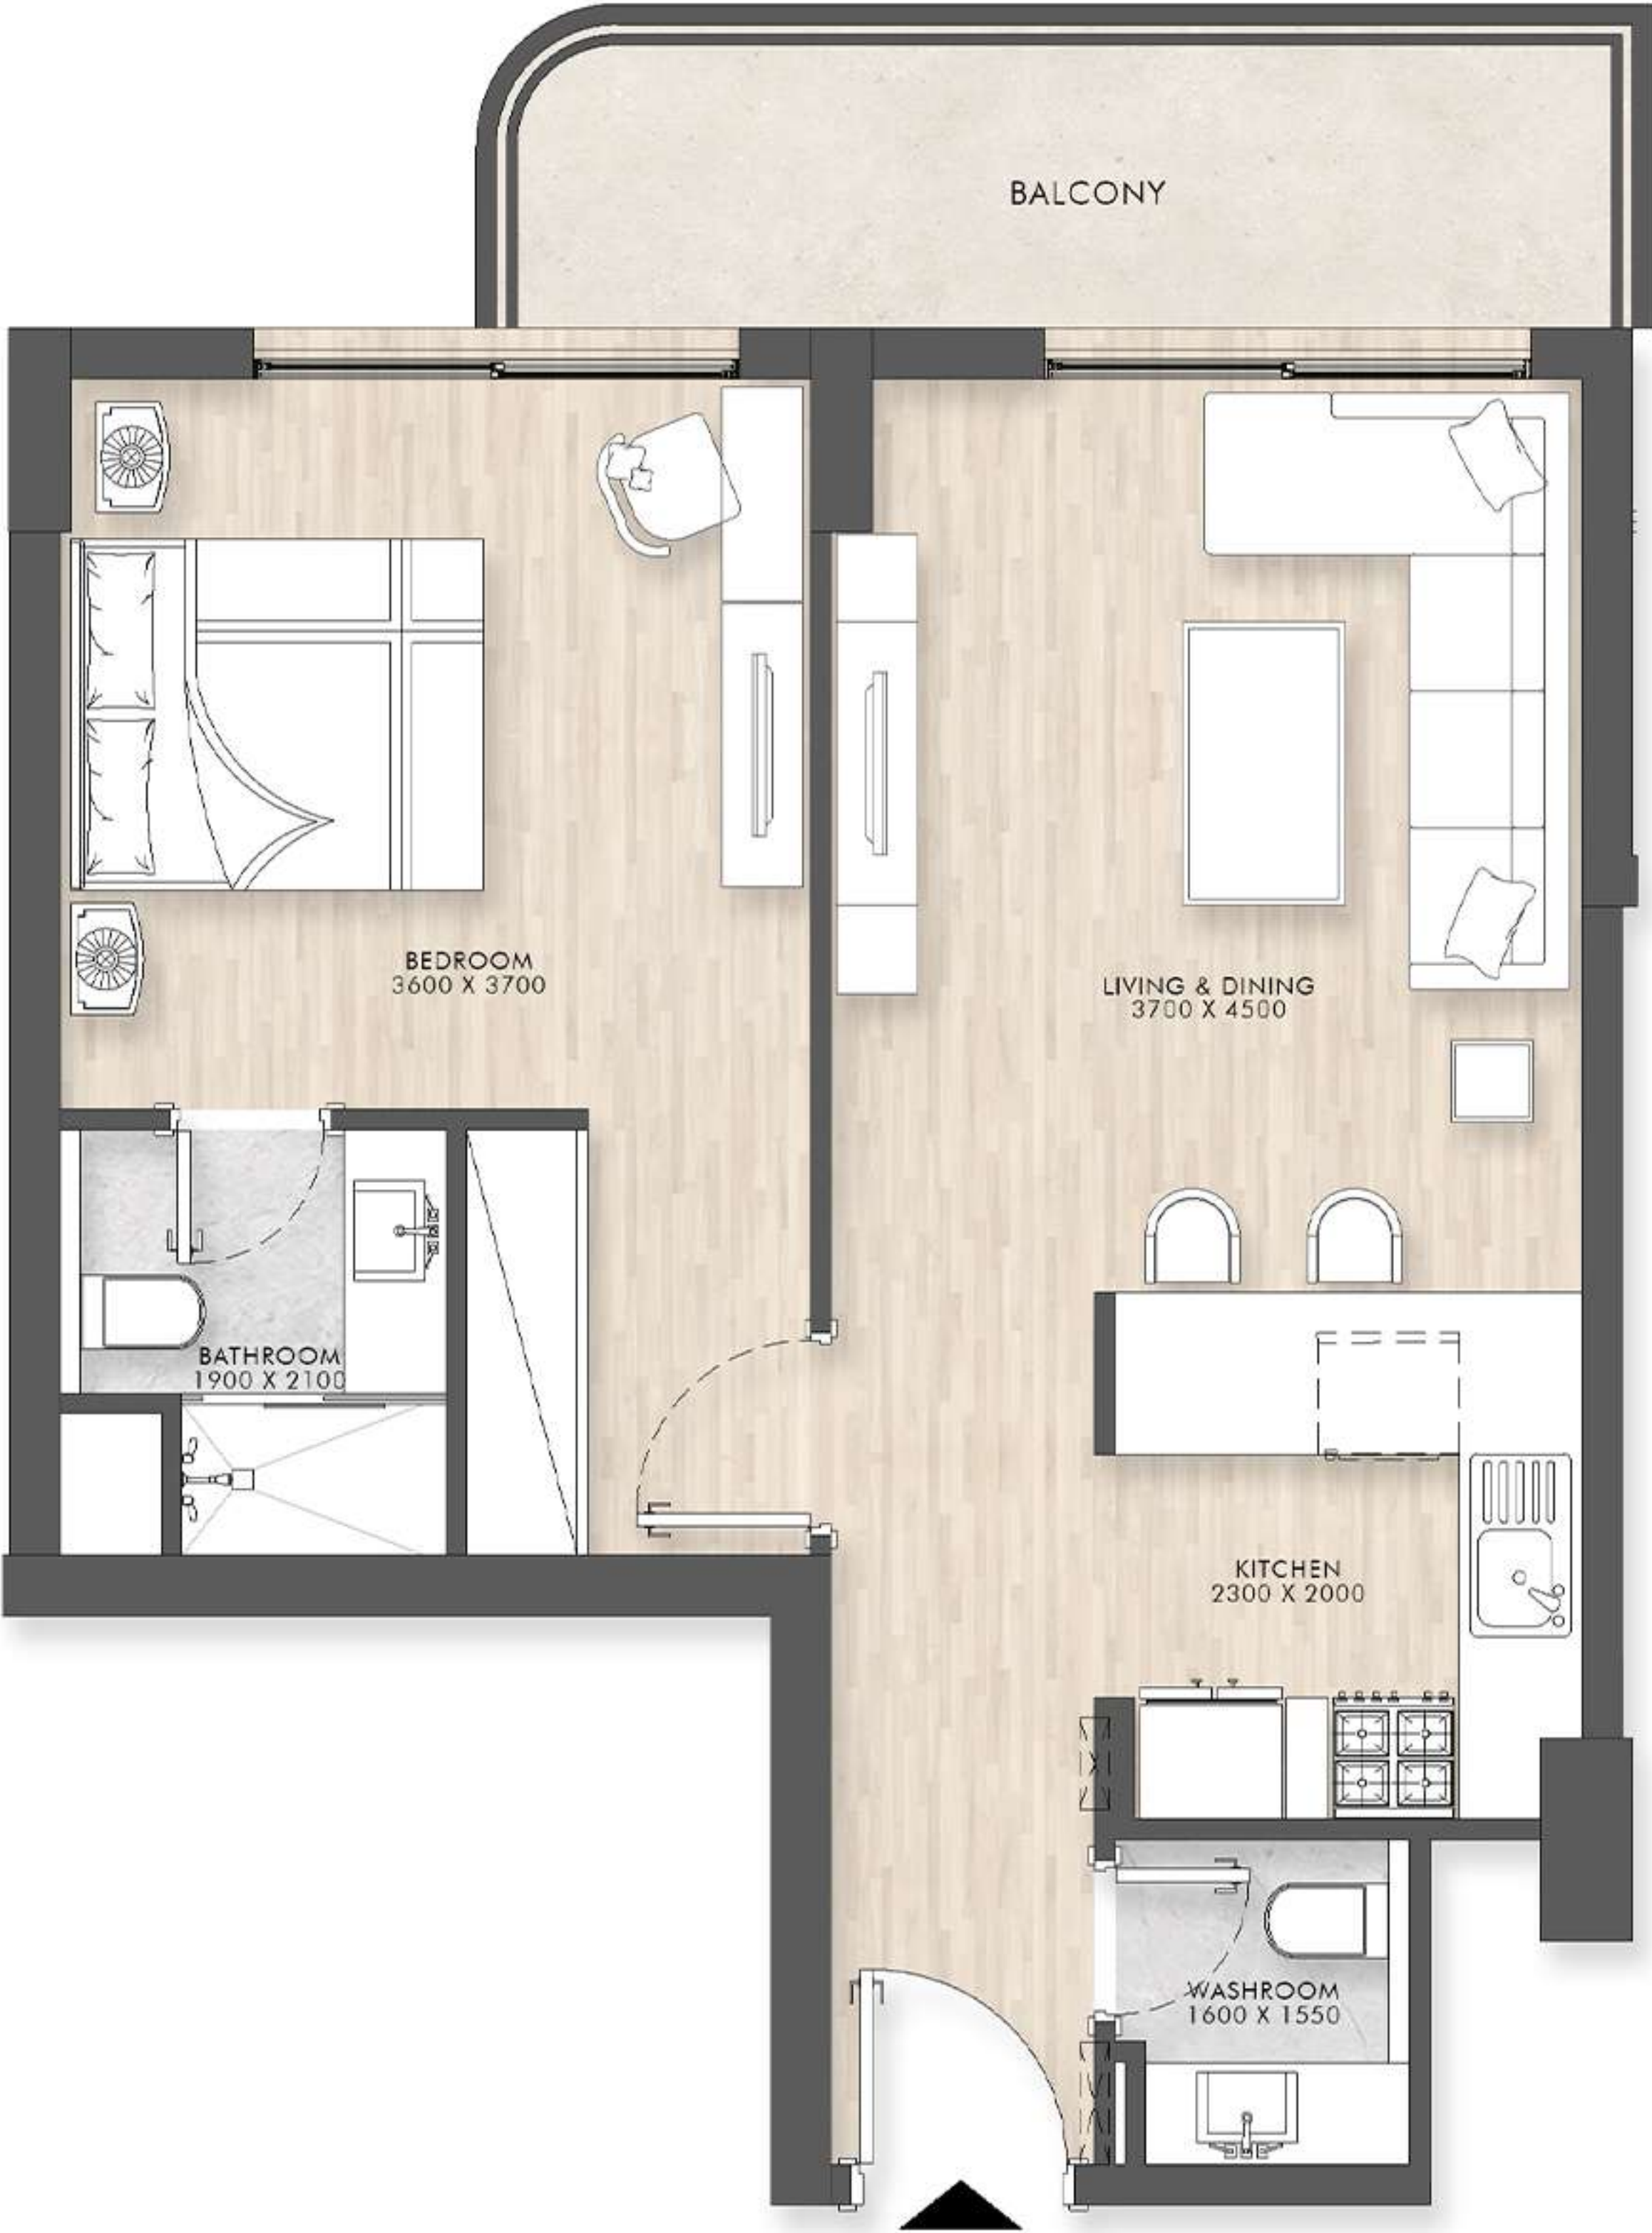 BALCONY
BEDROOM
3600 X 3700
LIVING & DINING
3700 X 4500
BATHROOM
1900 X 2100
KITCHEN
2300 X 2000
WASHROOM
1600 X 1550